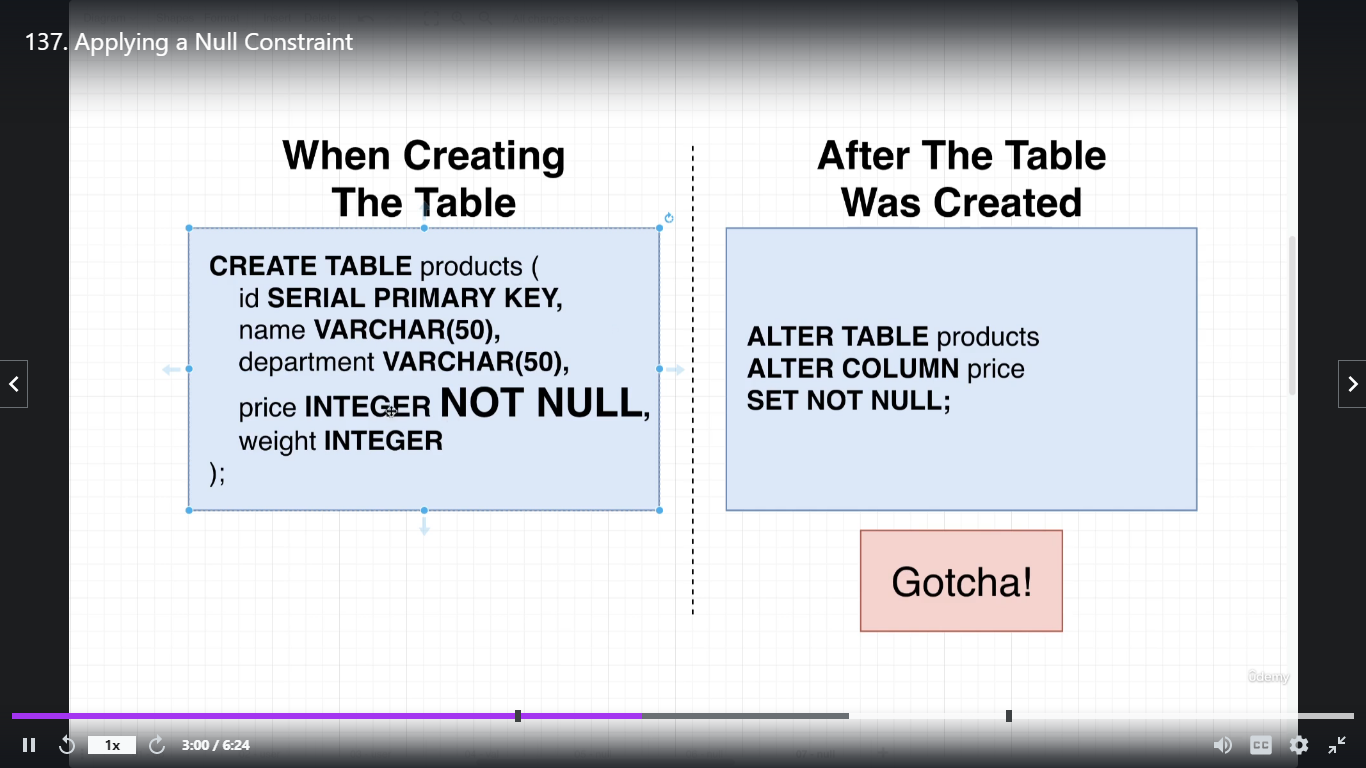 137. Applying a Null Constraint
When Creating
The Table
CREATE TABLE products (
id SERIAL PRIMARY KEY,
name VARCHAR(50),
department VARCHAR(50),
price INTEGER NOT NULL,
weight INTEGER
);
After The Table
Was Created
ALTER TABLE products
ALTER COLUMN price
SET NOT NULL;
Gotcha!
ûdemy
1x
3:00 / 6:24
CC